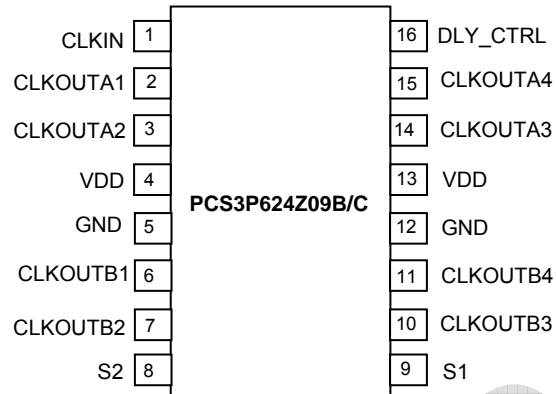 CLKIN 1 16 DLY_CTRL
CLKOUTA1 2 15 CLKOUTA4
CLKOUTA2 3 14 CLKOUTA3
VDD 4 13 VDD
PCS3P624Z09B/C
GND 5 12 GND
CLKOUTB1 6 11 CLKOUTB4
CLKOUTB2 7 10 CLKOUTB3
S2 8 9 S1